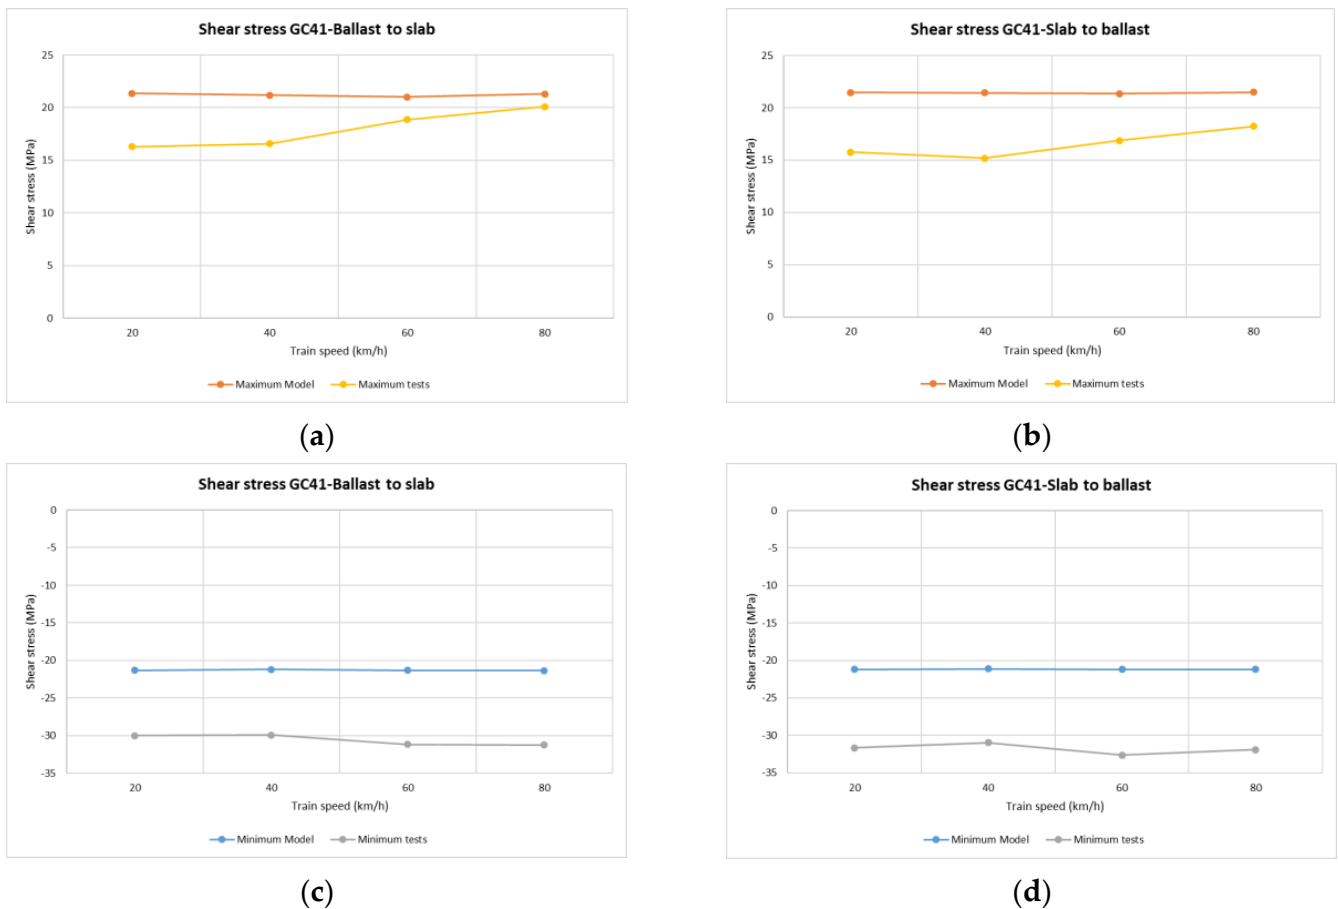 Shear stress GC41-Ballast to slab
25
20
15
10
5
0
Shear stress (MPa)
20 40 60 80
Train speed (km/h)
Maximum Model Maximum tests
(a)
Shear stress GC41-Slab to ballast
25
20
15
10
5
0
Shear stress (MPa)
20 40 60 80
Train speed (km/h)
Maximum Model Maximum tests
(b)
Shear stress GC41-Ballast to slab
0
-5
-10
-15
-20
-25
-30
-35
Shear stress (MPa)
20 40 60 80
Train speed (km/h)
Minimum Model Minimum tests
(c)
Shear stress GC41-Slab to ballast
0
-5
-10
-15
-20
-25
-30
-35
Shear stress (MPa)
20 40 60 80
Train speed (km/h)
Minimum Model Minimum tests
(d)